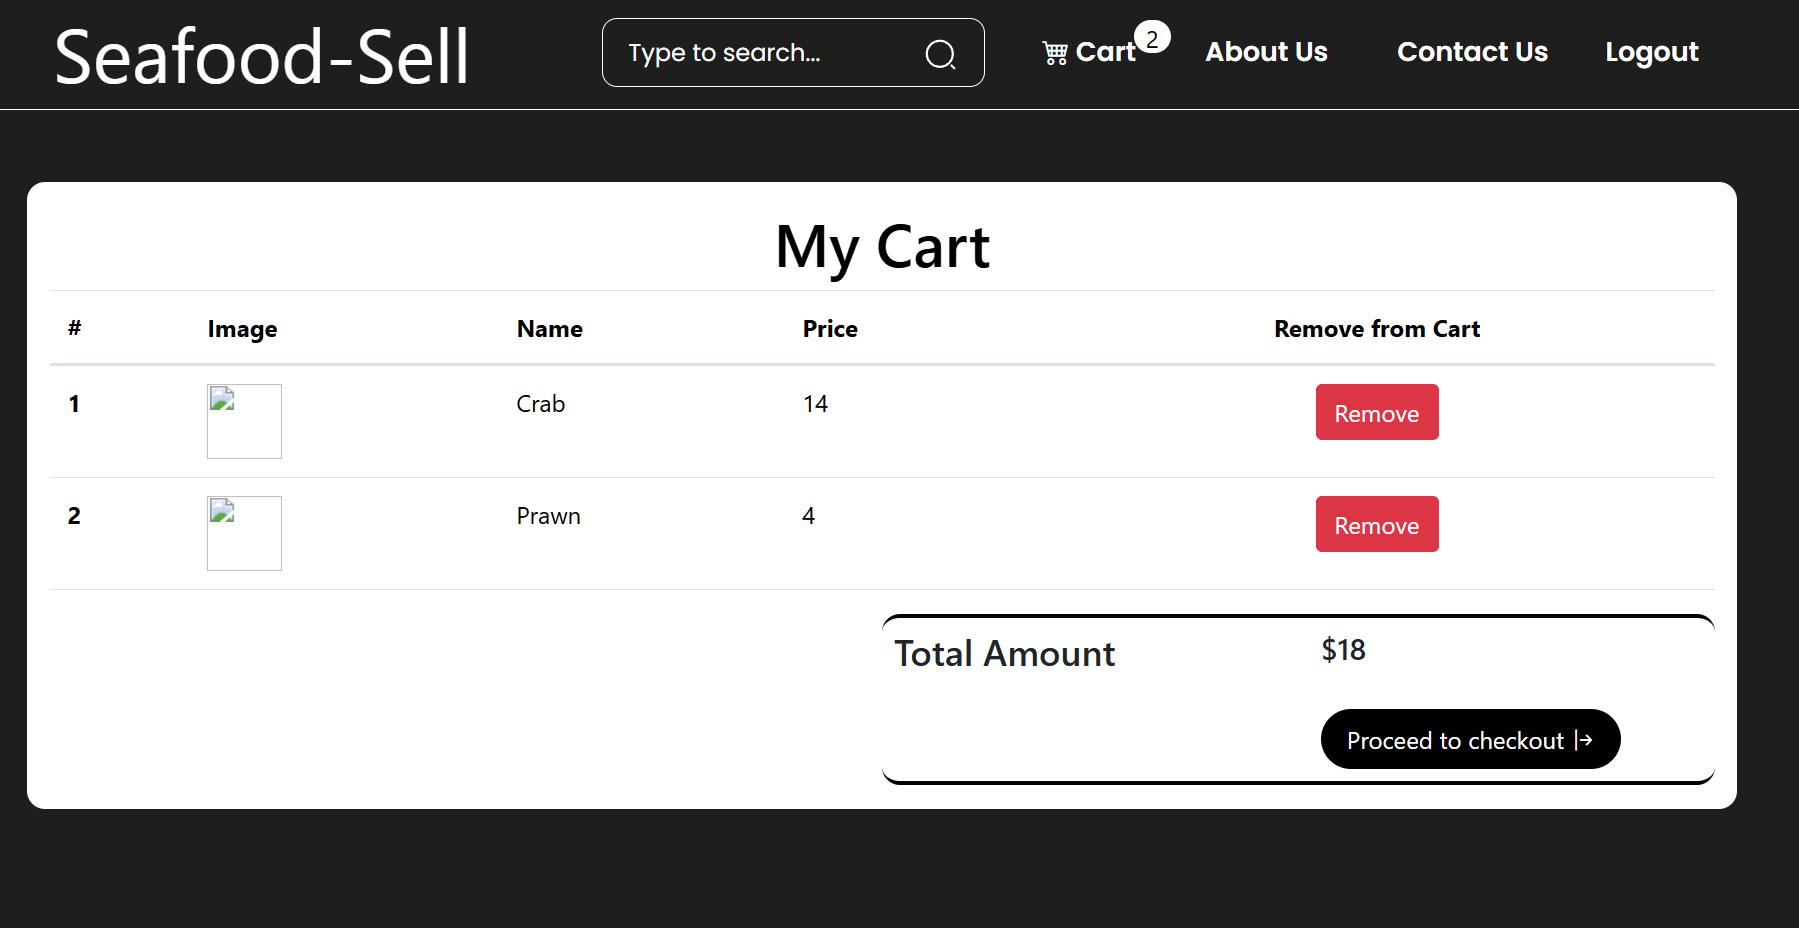 Seafood-Sell
Type to search...
Cart 2
About Us
Contact Us
Logout
My Cart
# Image Name Price Remove from Cart
1 Crab 14 Remove
2 Prawn 4 Remove
Total Amount $18
Proceed to checkout